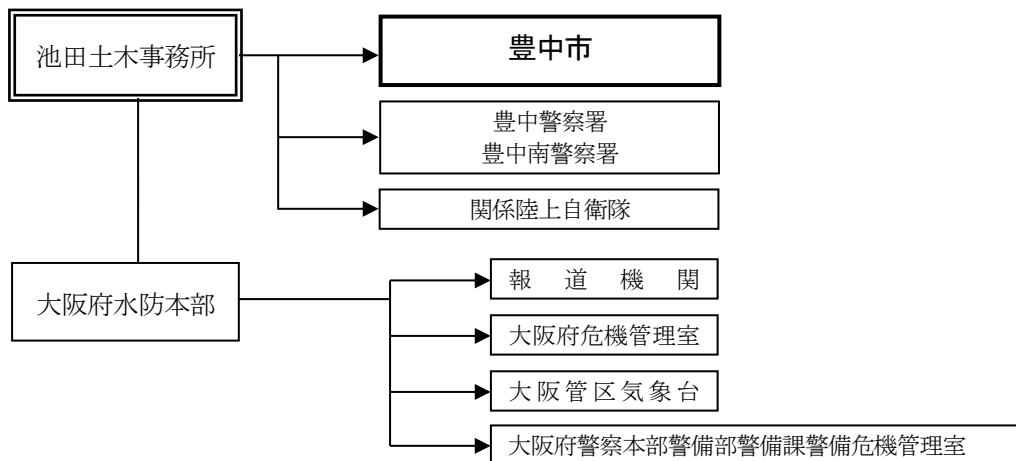 池田土木事務所
豊中市
豊中警察署
豊中南警察署
関係陸上自衛隊
大阪府水防本部
報道機関
大阪府危機管理室
大阪管区気象台
大阪府警察本部警備部警備課警備危機管理室